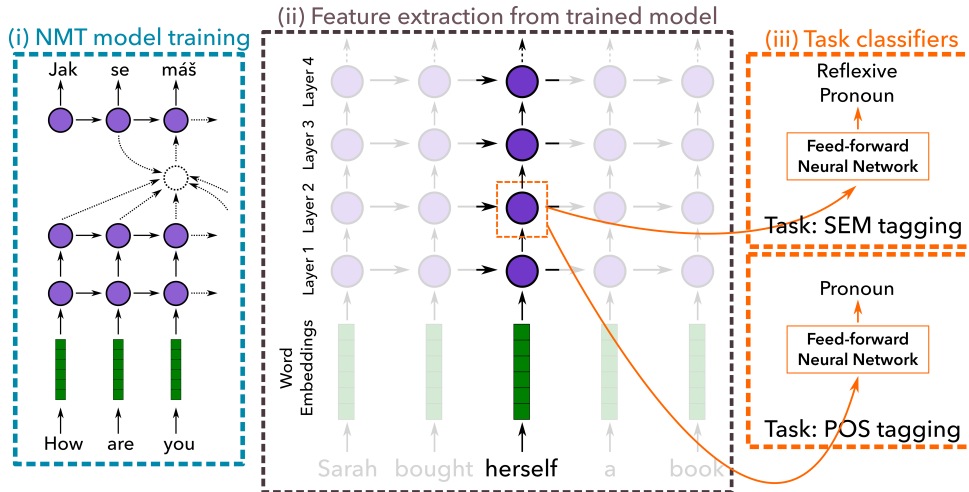 (i) NMT model training
Jak se máš
How are you
(ii) Feature extraction from trained model
Layer 4
Layer 3
Layer 2
Layer 1
Word
Embeddings
Sarah bought herself a book
(iii) Task classifiers
Reflexive
Pronoun
Feed-forward
Neural Network
Task: SEM tagging
Pronoun
Feed-forward
Neural Network
Task: POS tagging